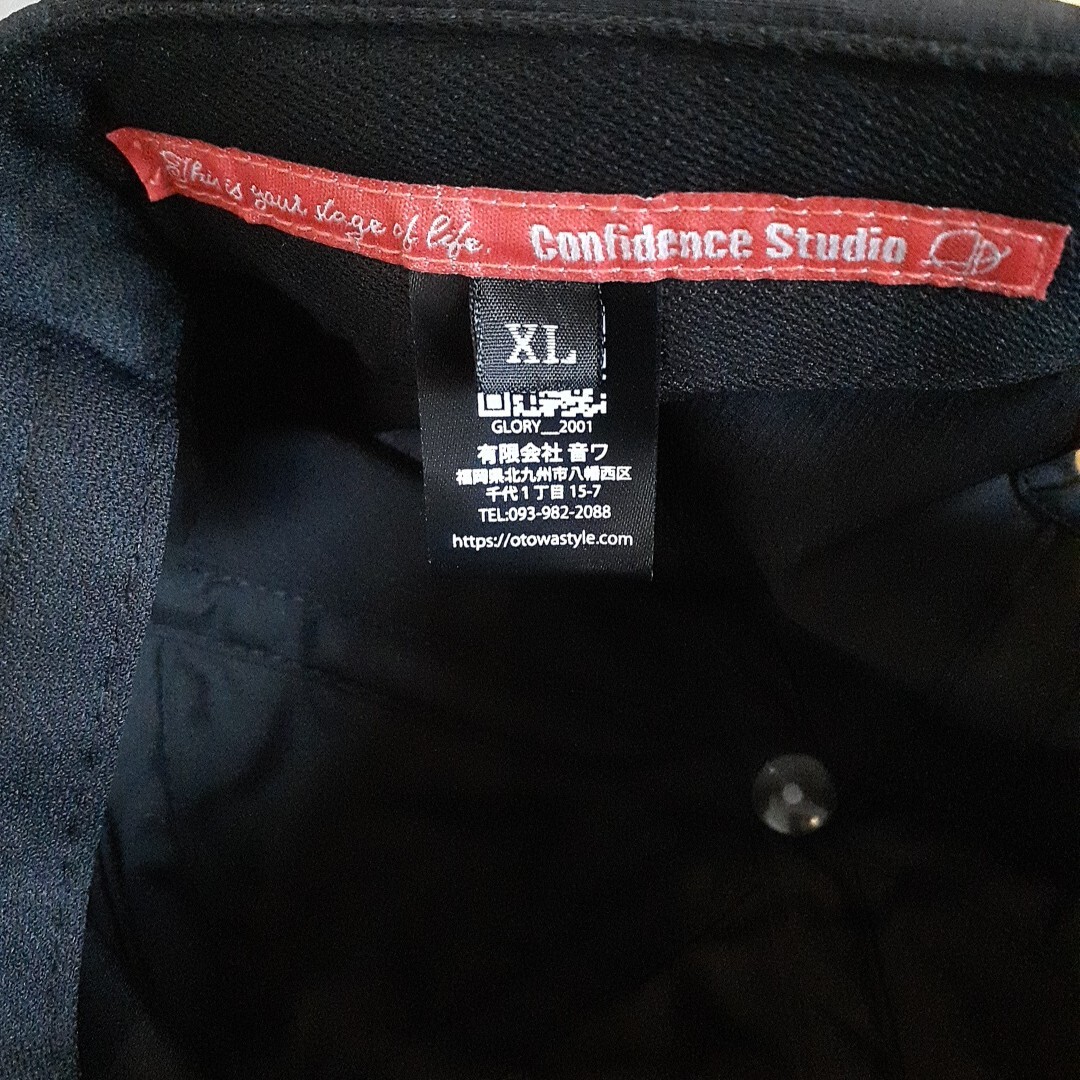 This is your stage of life. Confidence Studio
XL
GLORY__2001
有限会社 音ワ
福岡県北九州市八幡西区
千代1丁目 15-7
TEL:093-982-2088
https://otowastyle.com